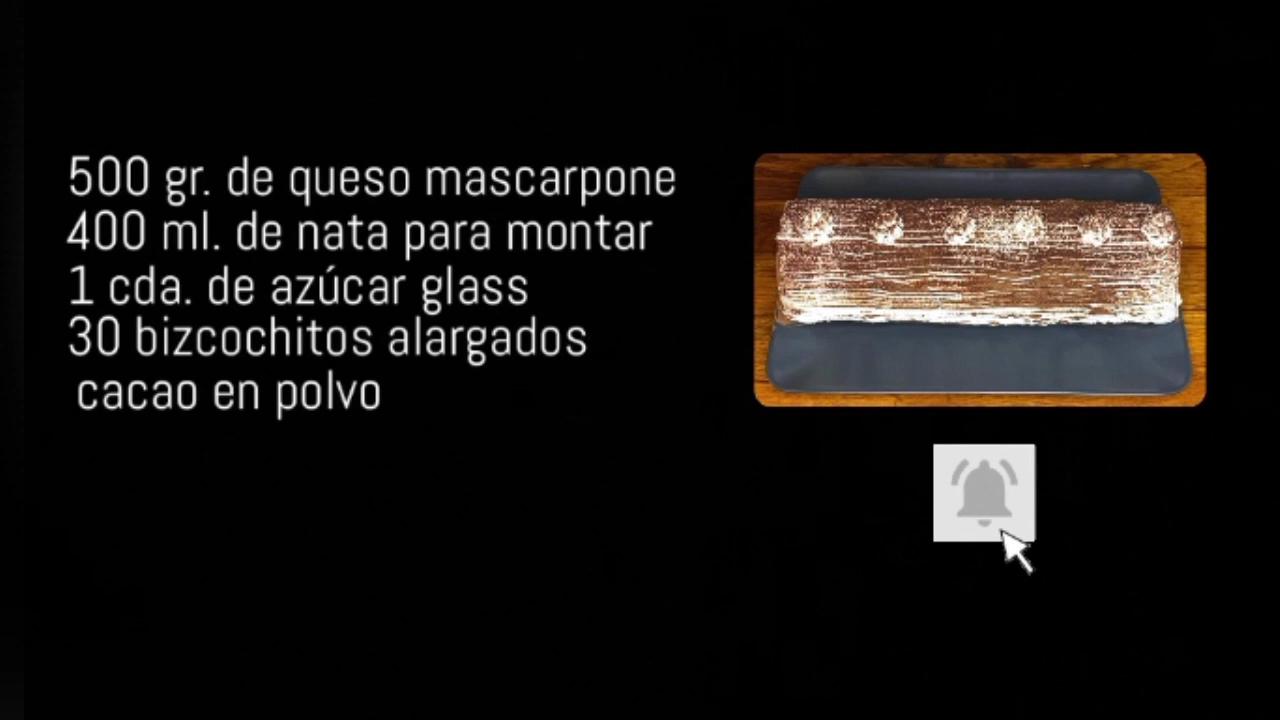 500 gr. de queso mascarpone
400 ml. de nata para montar
1 cda. de azúcar glass
30 bizcochitos alargados
cacao en polvo